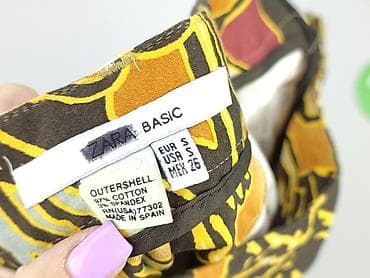 ZARA BASIC
EUR S
USA S
MEX 26
OUTERSHELL
97% COTTON
3% SPANDEX
RN(USA)77302
MADE IN SPAIN